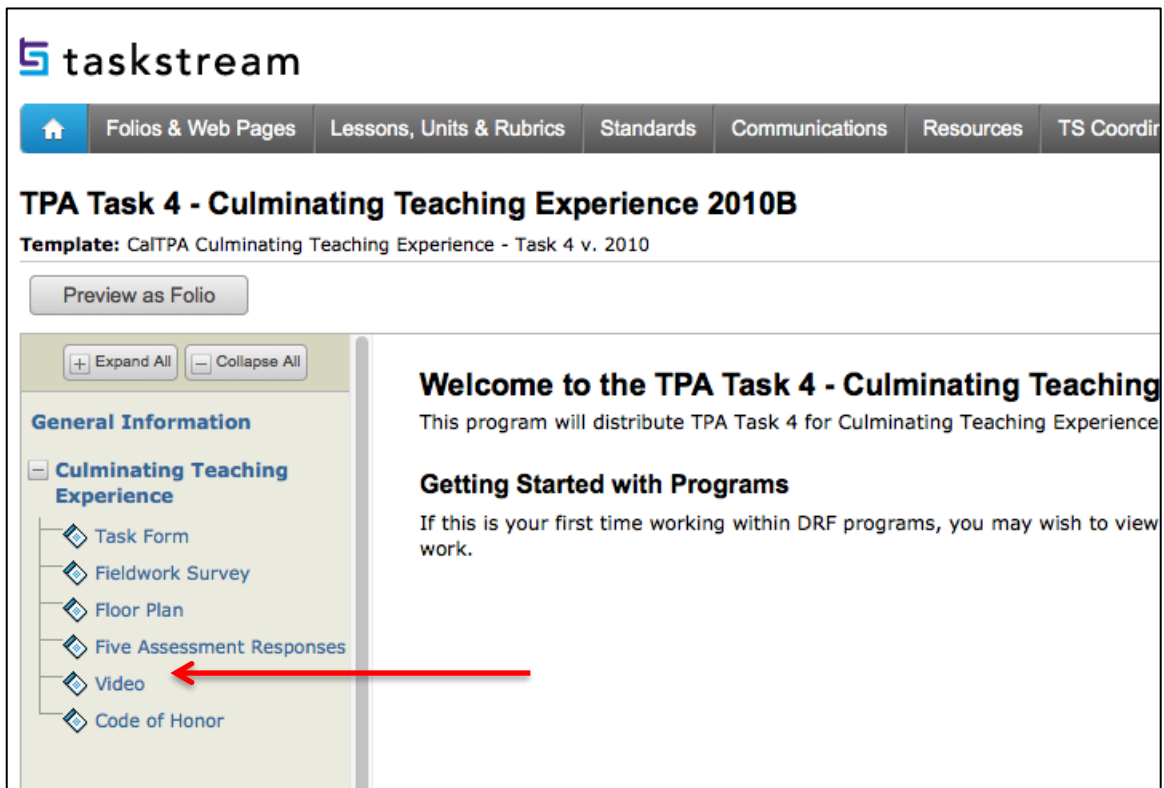 taskstream
Folios & Web Pages Lessons, Units & Rubrics Standards Communications Resources TS Coordin
TPA Task 4 - Culminating Teaching Experience 2010B
Template: CalTPA Culminating Teaching Experience - Task 4 v. 2010
Preview as Folio
Expand All Collapse All
General Information
Culminating Teaching
Experience
Task Form
Fieldwork Survey
Floor Plan
Five Assessment Responses
Video
Code of Honor
Welcome to the TPA Task 4 - Culminating Teaching
This program will distribute TPA Task 4 for Culminating Teaching Experience
Getting Started with Programs
If this is your first time working within DRF programs, you may wish to view
work.